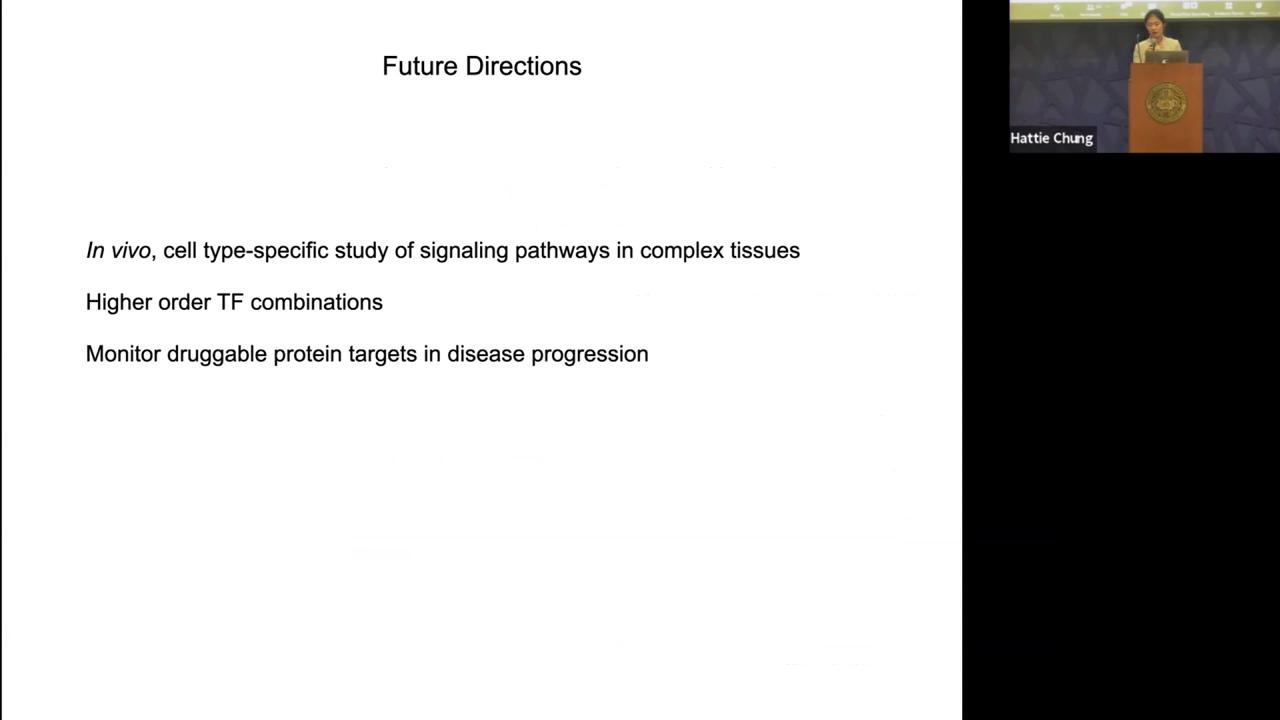 Future Directions
In vivo, cell type-specific study of signaling pathways in complex tissues
Higher order TF combinations
Monitor druggable protein targets in disease progression
Hattie Chung